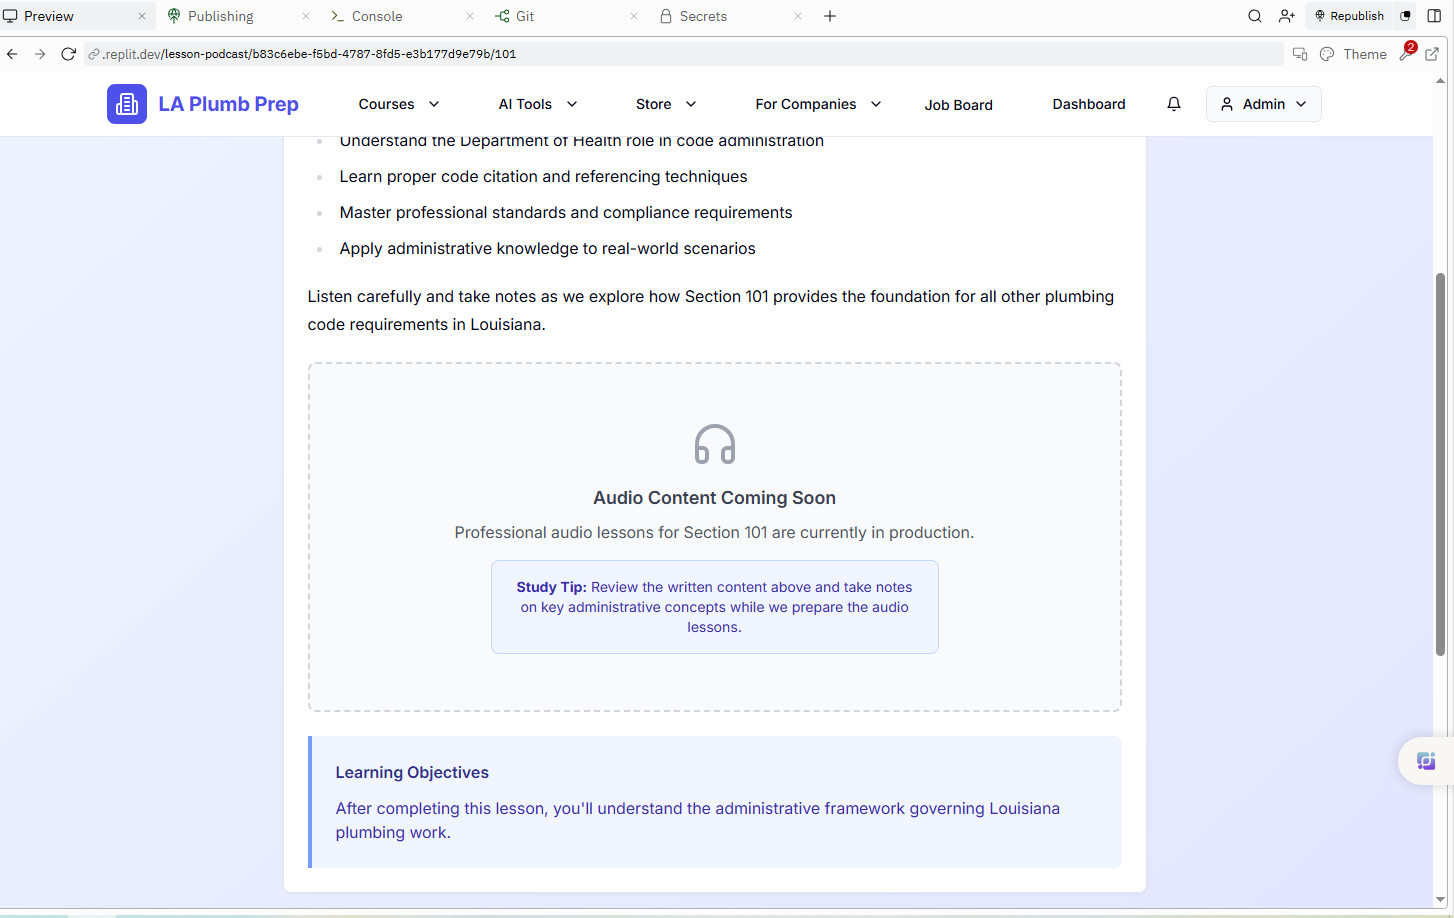 Preview
Publishing
Console
Git
Secrets
Republish
.replit.dev/lesson-podcast/b83c6ebe-f5bd-4787-8fd5-e3b177d9e79b/101
Theme
2
LA Plumb Prep
Courses
AI Tools
Store
For Companies
Job Board
Dashboard
Admin
Understand the Department of Health role in code administration
Learn proper code citation and referencing techniques
Master professional standards and compliance requirements
Apply administrative knowledge to real-world scenarios
Listen carefully and take notes as we explore how Section 101 provides the foundation for all other plumbing
code requirements in Louisiana.
Audio Content Coming Soon
Professional audio lessons for Section 101 are currently in production.
Study Tip: Review the written content above and take notes
on key administrative concepts while we prepare the audio
lessons.
Learning Objectives
After completing this lesson, you'll understand the administrative framework governing Louisiana
plumbing work.